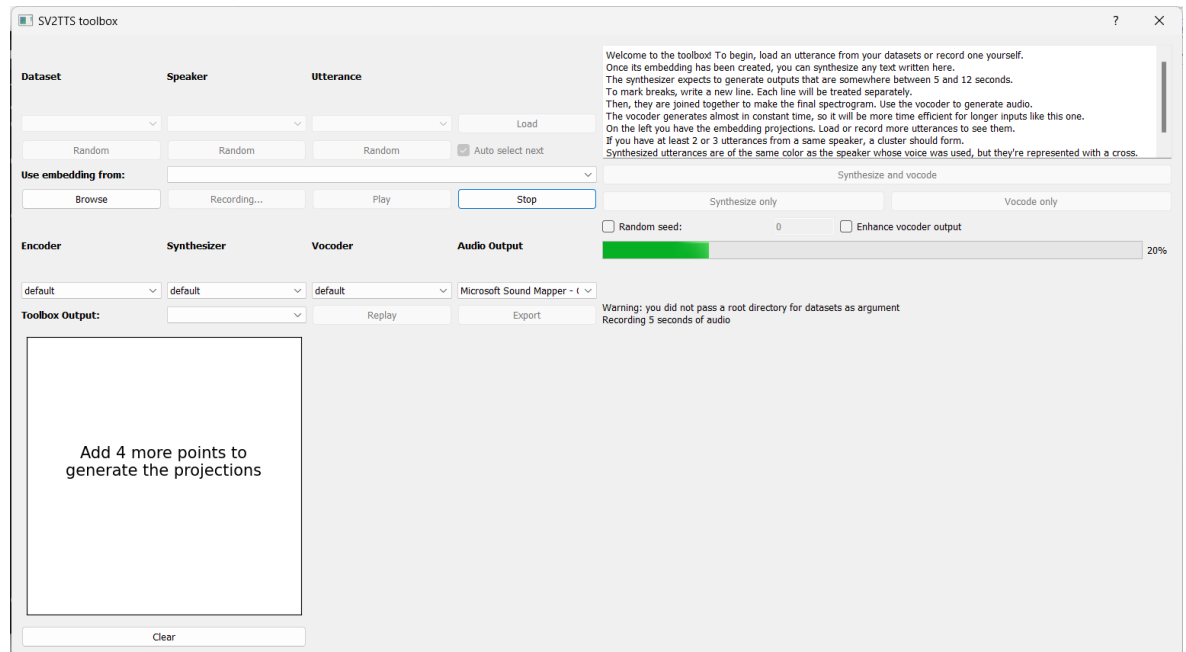 SV2TTS toolbox
?
Dataset
Speaker
Utterance
Load
Random
Random
Random
Auto select next
Use embedding from:
Browse
Recording...
Play
Stop
Encoder
Synthesizer
Vocoder
Audio Output
default
default
default
Microsoft Sound Mapper - (
Toolbox Output:
Replay
Export
Add 4 more points to
generate the projections
Clear
Welcome to the toolbox! To begin, load an utterance from your datasets or record one yourself.
Once its embedding has been created, you can synthesize any text written here.
The synthesizer expects to generate outputs that are somewhere between 5 and 12 seconds.
To mark breaks, write a new line. Each line will be treated separately.
Then, they are joined together to make the final spectrogram. Use the vocoder to generate audio.
The vocoder generates almost in constant time, so it will be more time efficient for longer inputs like this one.
On the left you have the embedding projections. Load or record more utterances to see them.
If you have at least 2 or 3 utterances from a same speaker, a cluster should form.
Synthesized utterances are of the same color as the speaker whose voice was used, but they're represented with a cross.
Synthesize and vocode
Synthesize only
Vocode only
Random seed:
0
Enhance vocoder output
20%
Warning: you did not pass a root directory for datasets as argument
Recording 5 seconds of audio